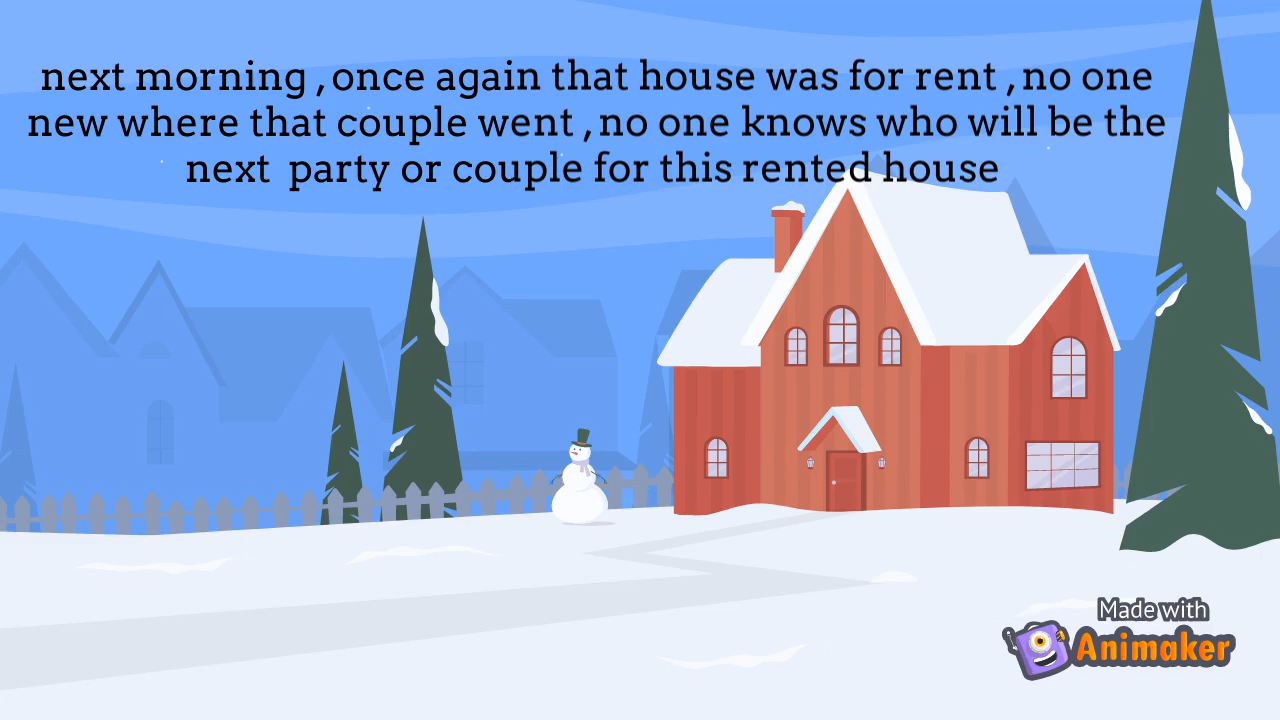 next morning ,once again that house was for rent ,no one
new where that couple went ,no one knows who will be the
next  party or couple for this rented house
Made with
Animaker